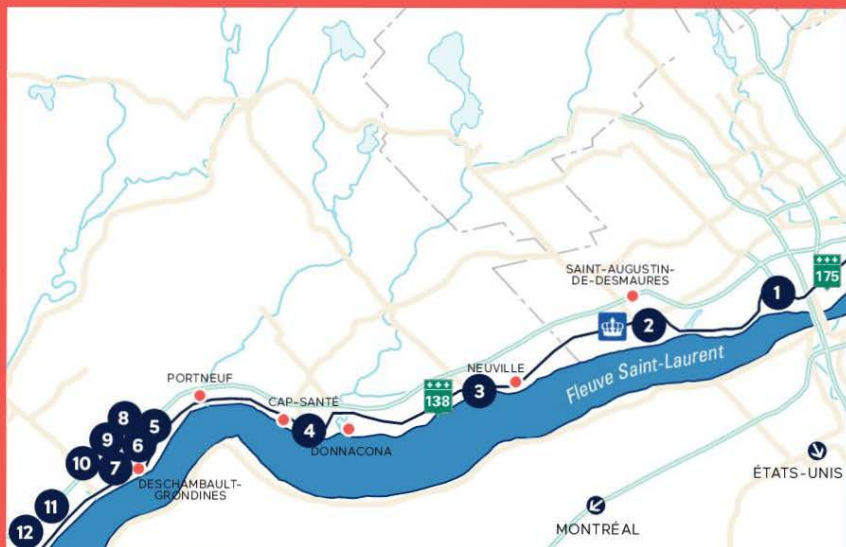 1
175
SAINT-AUGUSTIN-
DE-DESMAURES
2
Fleuve Saint-Laurent
NEUVILLE
3
138
PORTNEUF
CAP-SANTÉ
4
DONNACONA
8
5
9
6
10
7
DESCHAMBAULT-
GRONDINES
11
12
ÉTATS-UNIS
MONTRÉAL